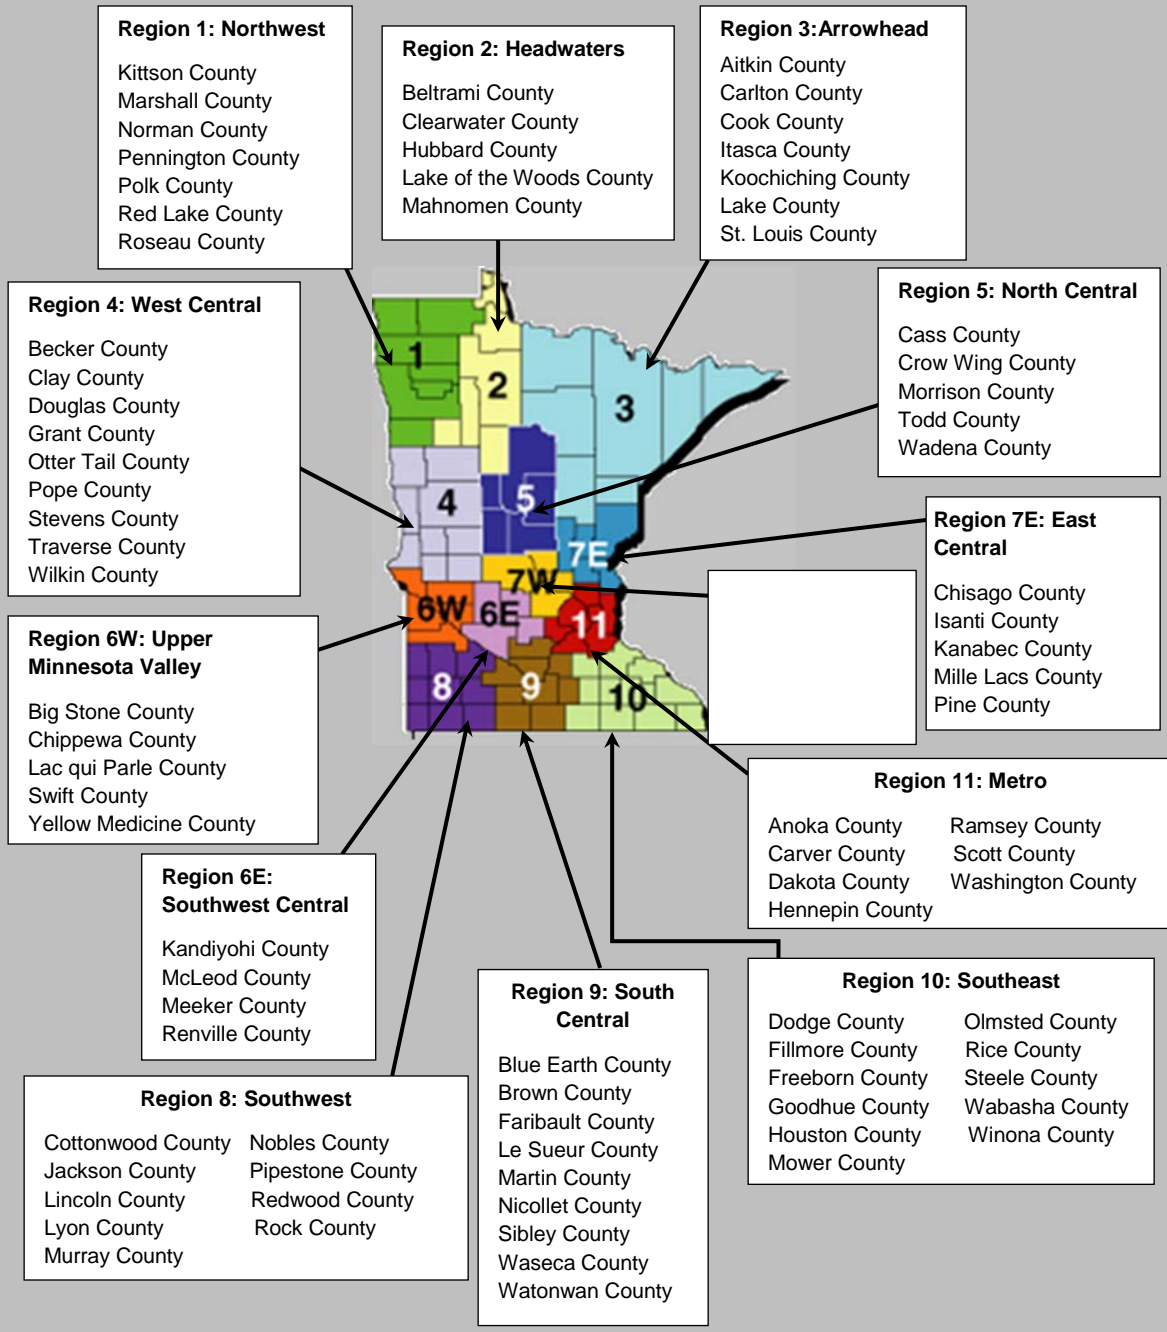 Region 1: Northwest
Kittson County
Marshall County
Norman County
Pennington County
Polk County
Red Lake County
Roseau County
Region 2: Headwaters
Beltrami County
Clearwater County
Hubbard County
Lake of the Woods County
Mahnomen County
Region 3:Arrowhead
Aitkin County
Carlton County
Cook County
Itasca County
Koochiching County
Lake County
St. Louis County
Region 4: West Central
Becker County
Clay County
Douglas County
Grant County
Otter Tail County
Pope County
Stevens County
Traverse County
Wilkin County
Region 5: North Central
Cass County
Crow Wing County
Morrison County
Todd County
Wadena County
1
2
3
4
5
7E
7W
6W
6E
11
8
9
10
Region 7E: East
Central
Chisago County
Isanti County
Kanabec County
Mille Lacs County
Pine County
Region 6W: Upper
Minnesota Valley
Big Stone County
Chippewa County
Lac qui Parle County
Swift County
Yellow Medicine County
Region 11: Metro
Anoka County Ramsey County
Carver County Scott County
Dakota County Washington County
Hennepin County
Region 6E:
Southwest Central
Kandiyohi County
McLeod County
Meeker County
Renville County
Region 9: South
Central
Blue Earth County
Brown County
Faribault County
Le Sueur County
Martin County
Nicollet County
Sibley County
Waseca County
Watonwan County
Region 10: Southeast
Dodge County Olmsted County
Fillmore County Rice County
Freeborn County Steele County
Goodhue County Wabasha County
Houston County Winona County
Mower County
Region 8: Southwest
Cottonwood County Nobles County
Jackson County Pipestone County
Lincoln County Redwood County
Lyon County Rock County
Murray County